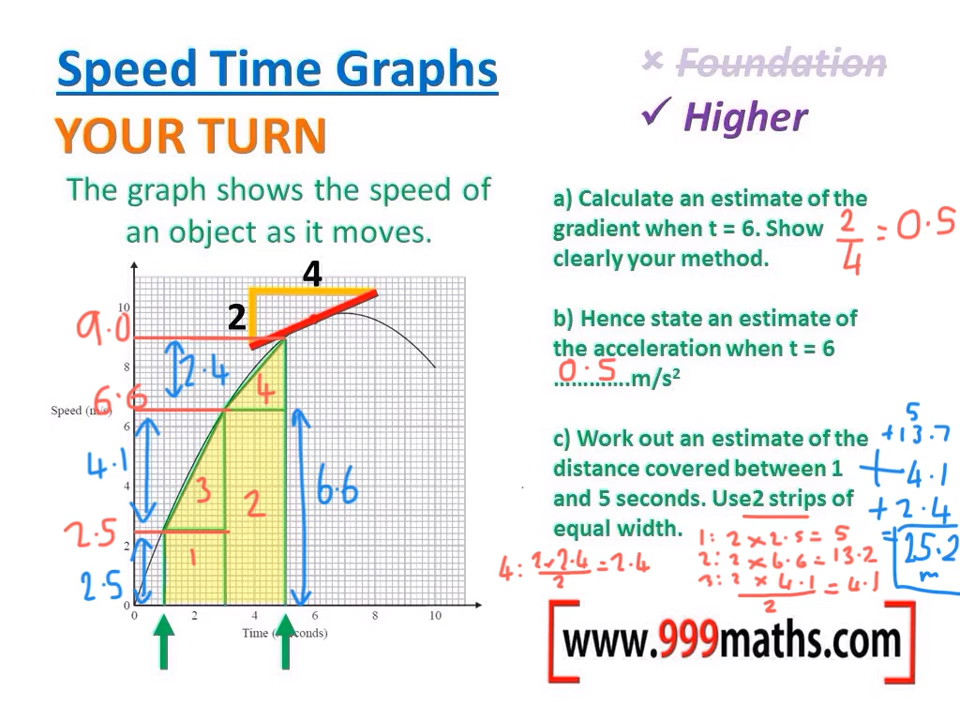 Speed Time Graphs
YOUR TURN
The graph shows the speed of
an object as it moves.
× Foundation
✓ Higher
a) Calculate an estimate of the
gradient when t = 6. Show
clearly your method.
2/4 = 0.5
b) Hence state an estimate of
the acceleration when t = 6
.............m/s²
0.5
c) Work out an estimate of the
distance covered between 1
and 5 seconds. Use2 strips of
equal width.
1: 2 × 2.5 = 5
2: 2 × 6.6 = 13.2
3: 2 × 4.1/2 = 4.1
4: 2×2.4/2 = 2.4
5
+13.7
+ 4.1
+ 2.4
= 25.2
m
4
2
9.0
2.4
6.6
4.1
2.5
2.5
6.6
4
3
2
1
10
8
6
4
2
0
Speed (m/s)
0 2 4 6 8 10
Time (seconds)
[www.999maths.com]